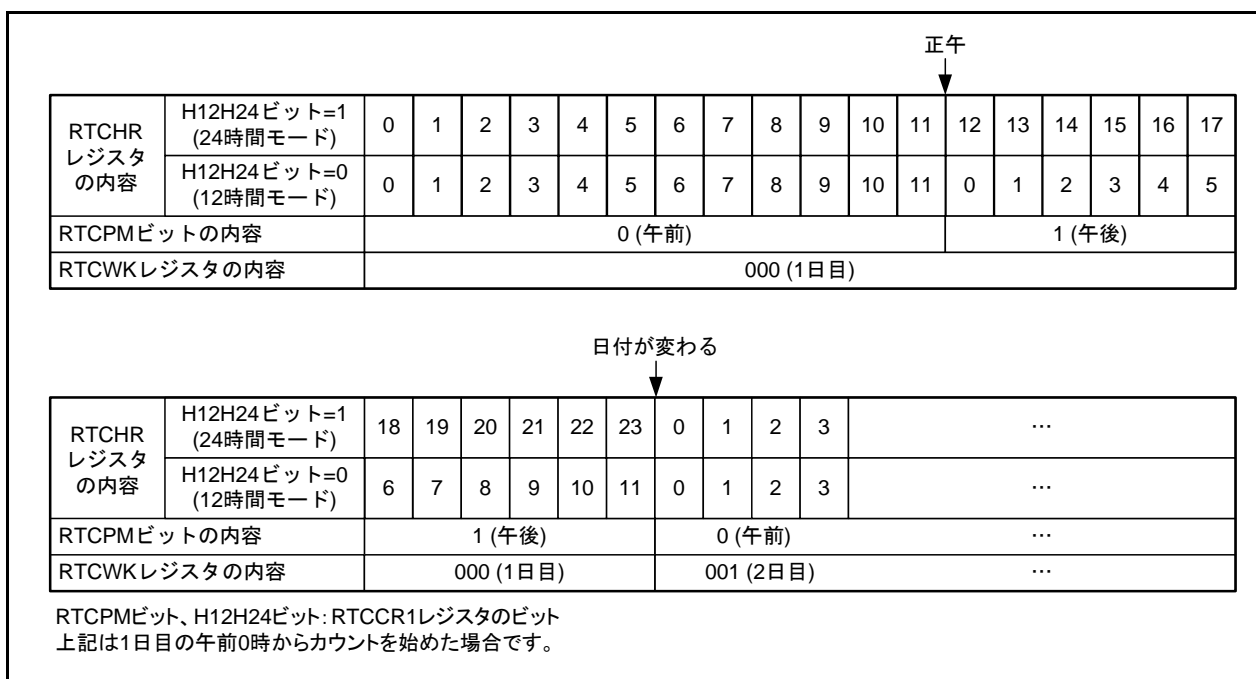 正午
RTCHR
レジスタ
の内容
H12H24ビット=1
(24時間モード)
0 1 2 3 4 5 6 7 8 9 10 11 12 13 14 15 16 17
H12H24ビット=0
(12時間モード)
0 1 2 3 4 5 6 7 8 9 10 11 0 1 2 3 4 5
RTCPMビットの内容 0 (午前) 1 (午後)
RTCWKレジスタの内容 000 (1日目)
日付が変わる
RTCHR
レジスタ
の内容
H12H24ビット=1
(24時間モード)
18 19 20 21 22 23 0 1 2 3 …
H12H24ビット=0
(12時間モード)
6 7 8 9 10 11 0 1 2 3 …
RTCPMビットの内容 1 (午後) 0 (午前) …
RTCWKレジスタの内容 000 (1日目) 001 (2日目) …
RTCPMビット、H12H24ビット: RTCCR1レジスタのビット
上記は1日目の午前0時からカウントを始めた場合です。